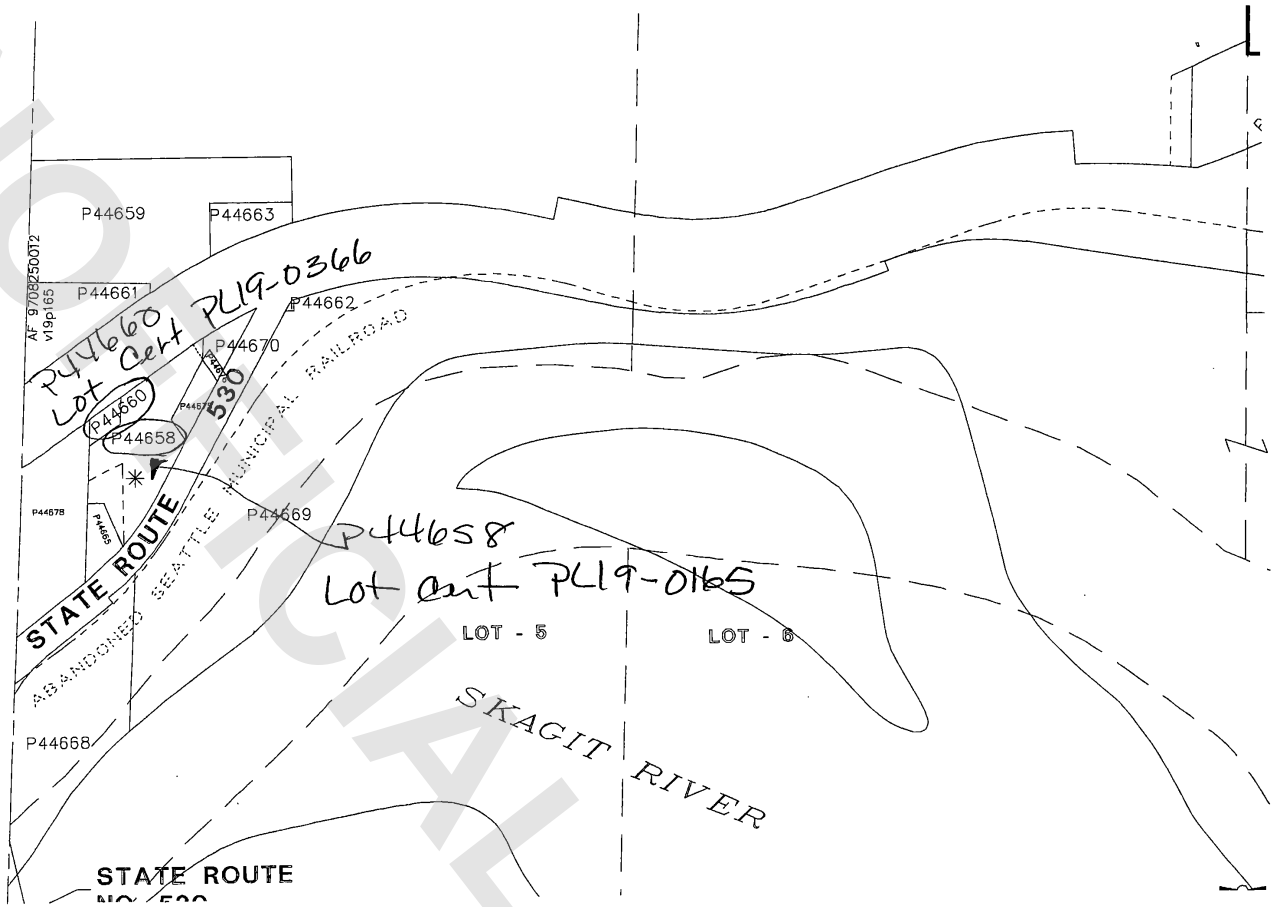 P44659
P44663
AF 9708250012
v19p165
P44661
P44662
P44660
Lot Cert PL19-0366
P44670
P44660
P44658
530
P44678
P44665
P44669
P44658
Lot Cert PL19-0165
STATE ROUTE
ABANDONED SEATTLE MUNICIPAL RAILROAD
LOT - 5
LOT - 6
SKAGIT RIVER
P44668
STATE ROUTE
UNOFFICIAL